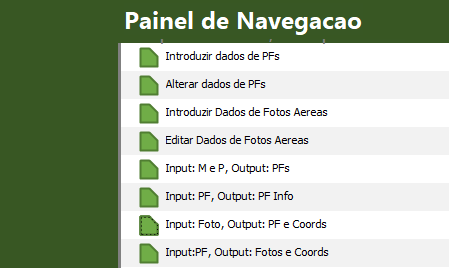 Painel de Navegacao
Introduzir dados de PFs
Alterar dados de PFs
Introduzir Dados de Fotos Aereas
Editar Dados de Fotos Aereas
Input: M e P, Output: PFs
Input: PF, Output: PF Info
Input: Foto, Output: PF e Coords
Input:PF, Output: Fotos e Coords